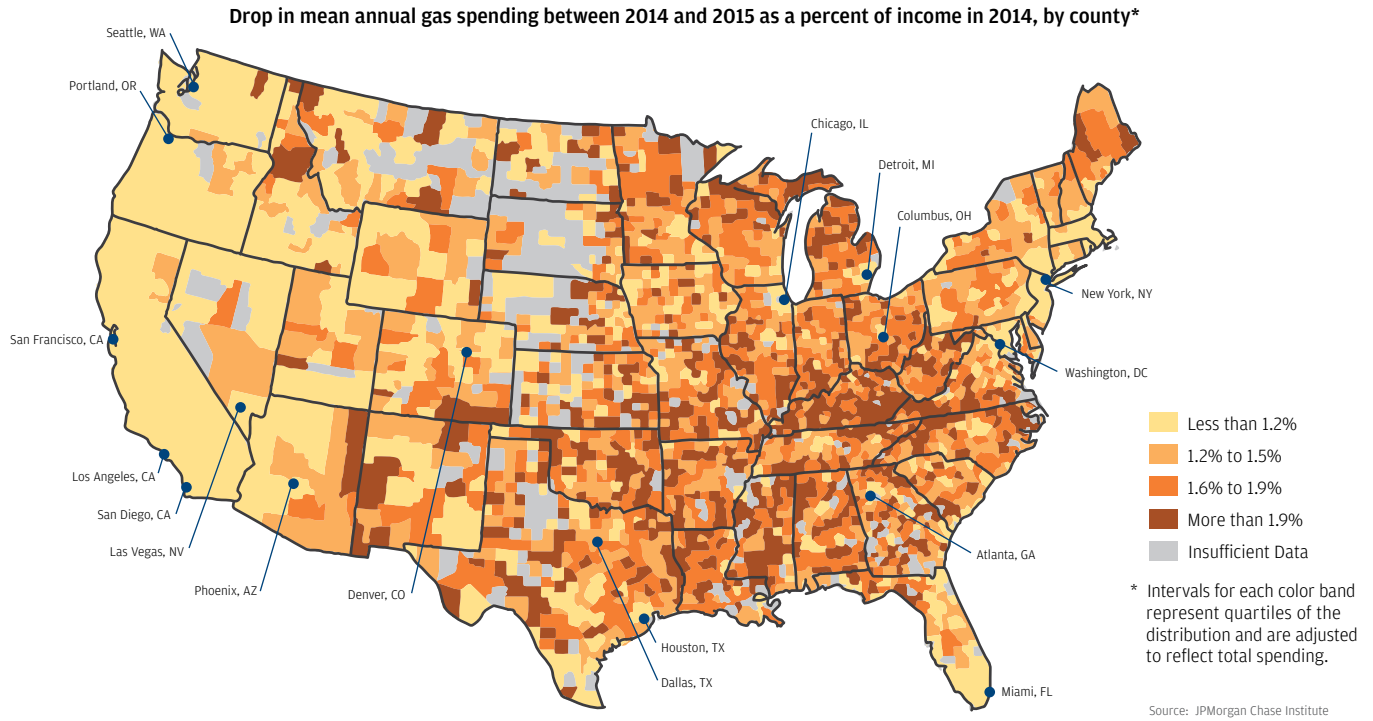 Drop in mean annual gas spending between 2014 and 2015 as a percent of income in 2014, by county*
Seattle, WA
Portland, OR
Chicago, IL
Detroit, MI
Columbus, OH
New York, NY
San Francisco, CA
Washington, DC
Less than 1.2%
1.2% to 1.5%
Los Angeles, CA
1.6% to 1.9%
San Diego, CA
More than 1.9%
Las Vegas, NV
Insufficient Data
Atlanta, GA
Phoenix, AZ
Denver, CO
* Intervals for each color band
represent quartiles of the
distribution and are adjusted
to reflect total spending.
Houston, TX
Dallas, TX
Miami, FL
Source: JPMorgan Chase Institute